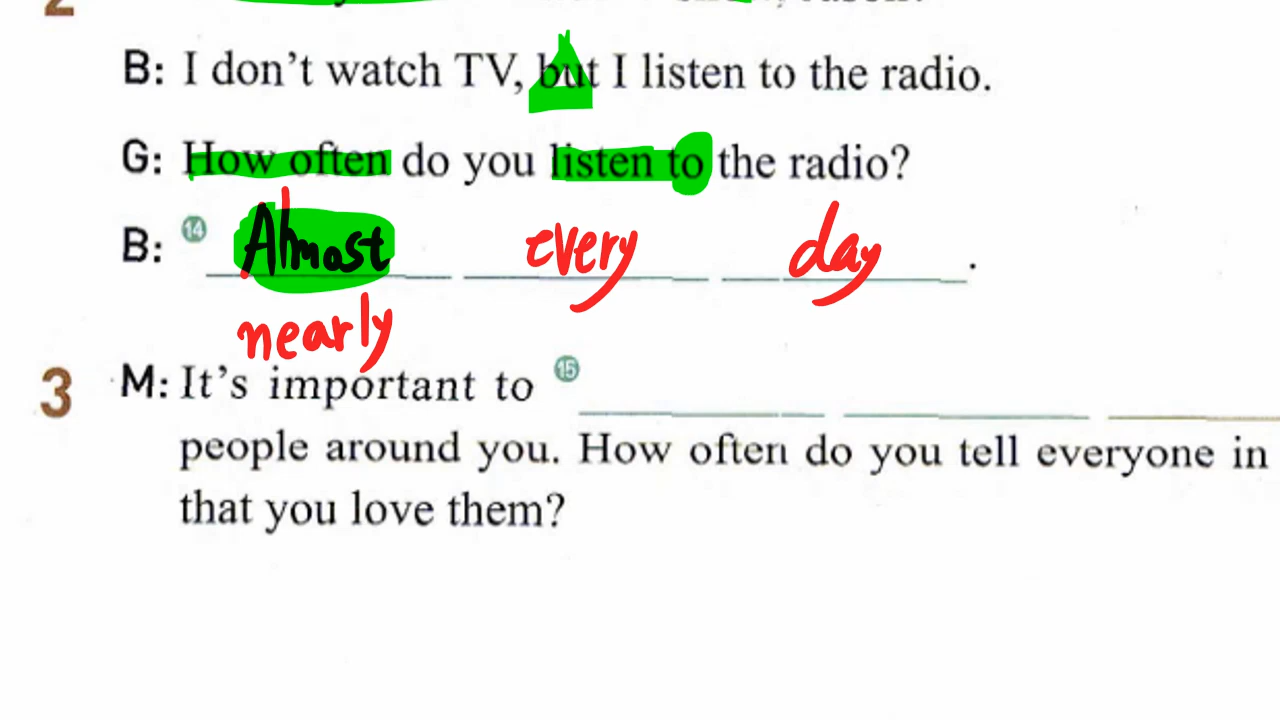 2
B: I don't watch TV, but I listen to the radio.
G: How often do you listen to the radio?
B: 14 Almost every day.
nearly
3 M: It's important to 15
people around you. How often do you tell everyone in
that you love them?